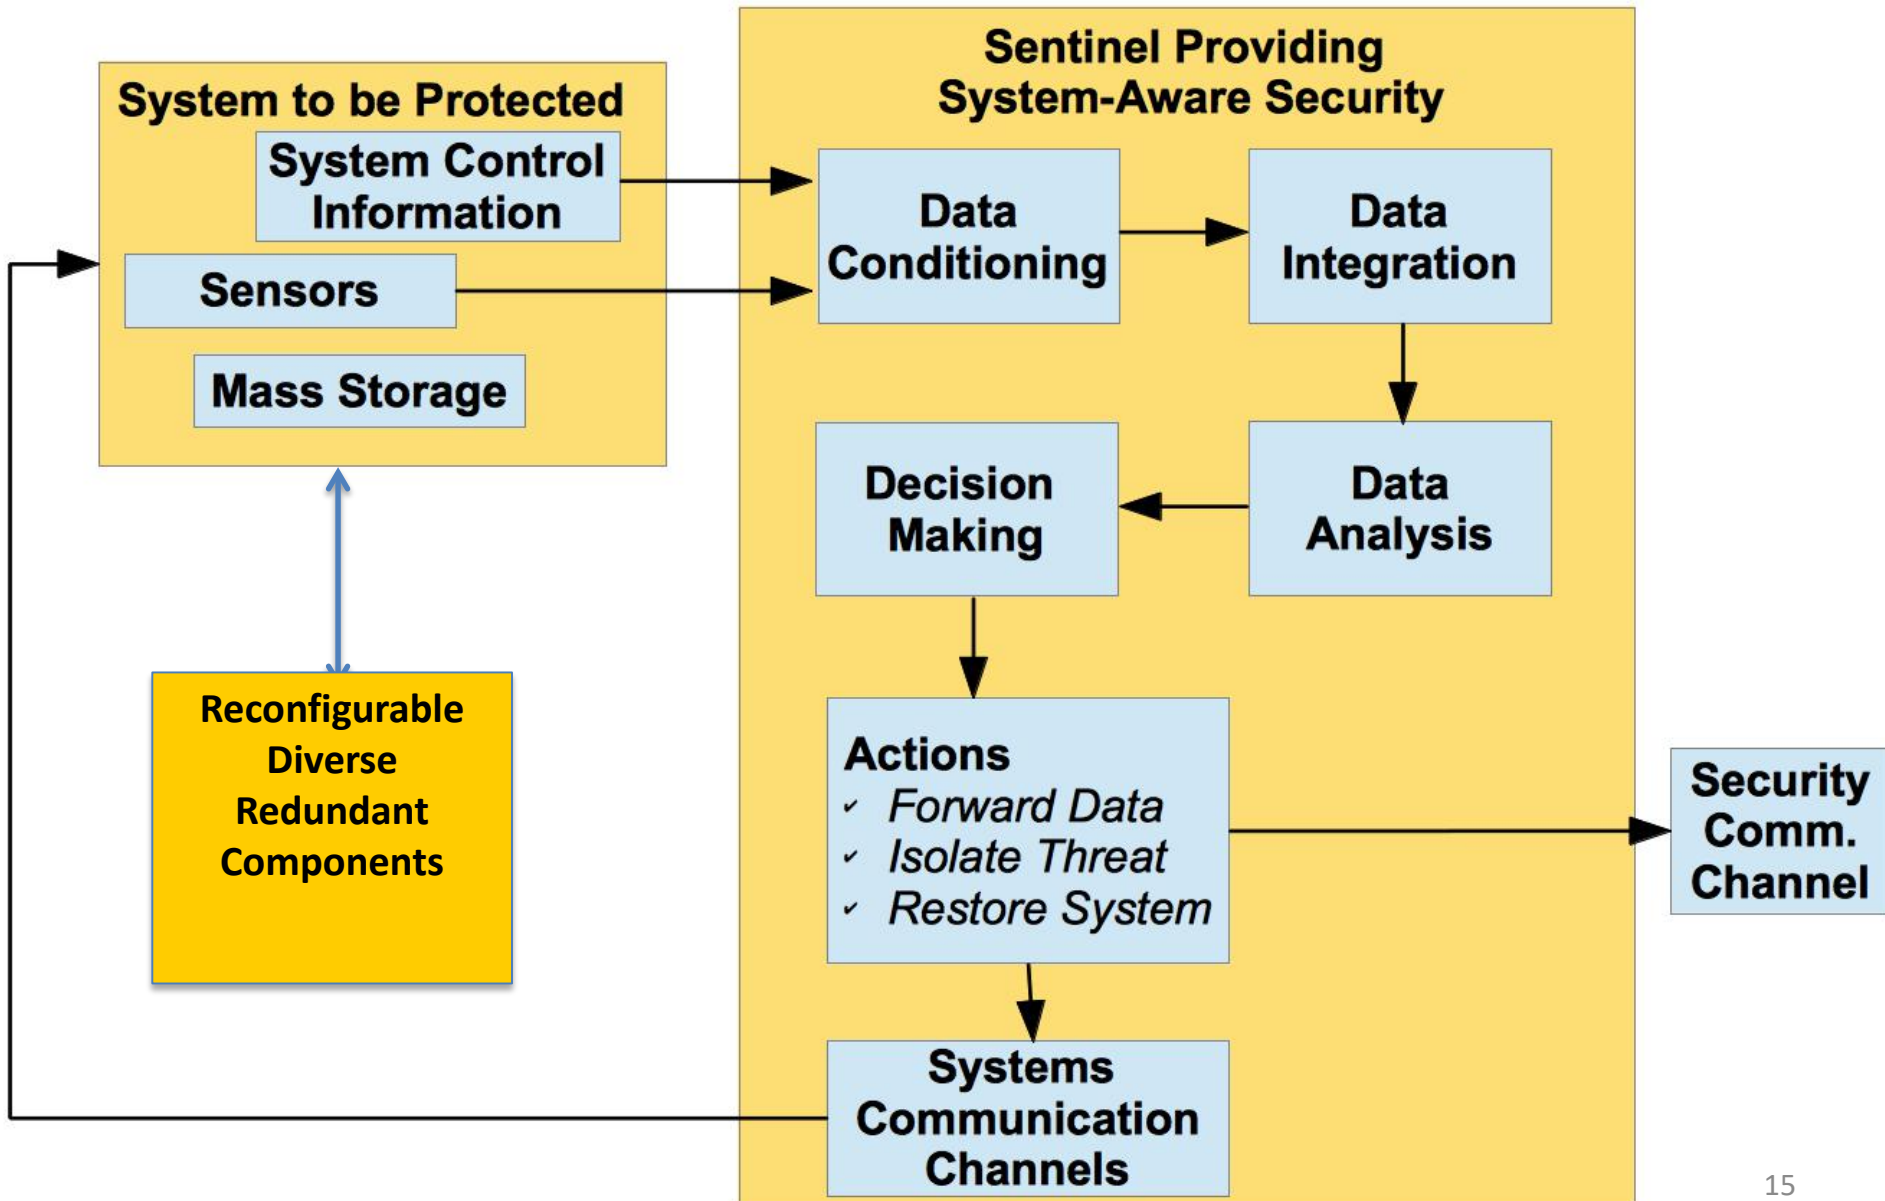 Sentinel Providing
System-Aware Security
System to be Protected
System Control
Information
Sensors
Mass Storage
Data
Conditioning
Data
Integration
Decision
Making
Data
Analysis
Reconfigurable
Diverse
Redundant
Components
Actions
✓ Forward Data
✓ Isolate Threat
✓ Restore System
Security
Comm.
Channel
Systems
Communication
Channels
15